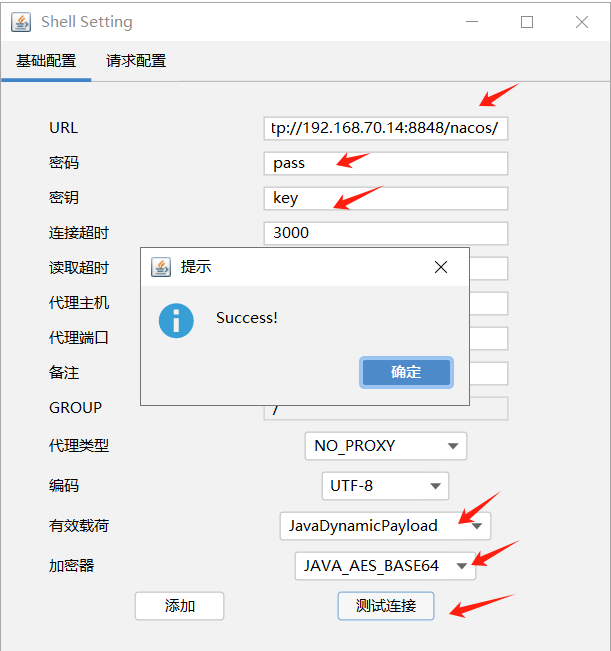 Shell Setting
基础配置 请求配置
URL tp://192.168.70.14:8848/nacos/
密码 pass
密钥 key
连接超时 3000
读取超时
提示
代理主机
Success!
代理端口
备注 确定
GROUP /
代理类型 NO_PROXY
编码 UTF-8
有效载荷 JavaDynamicPayload
加密器 JAVA_AES_BASE64
添加 测试连接